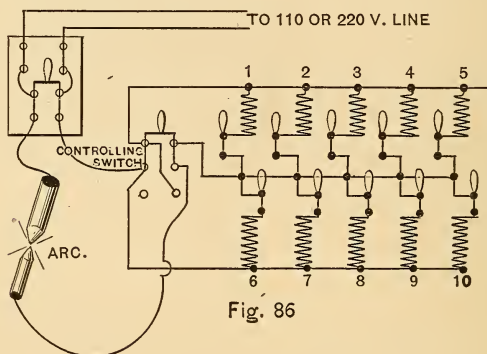 TO 110 OR 220 V. LINE
1 2 3 4 5
CONTROLLING
SWITCH
ARC.
6 7 8 9 10
Fig. 86